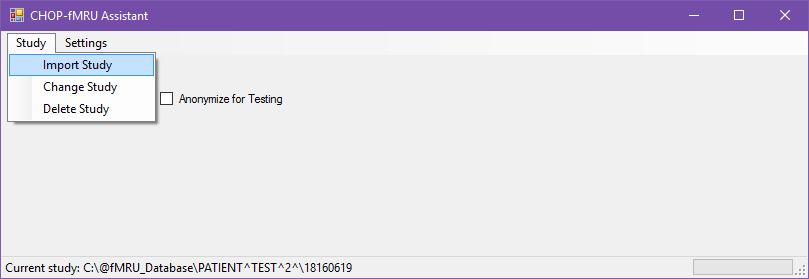 CHOP-fMRU Assistant
Study Settings
Import Study
Change Study
Anonymize for Testing
Delete Study
Current study: C:\@fMRU_Database\PATIENT^TEST^2^\18160619